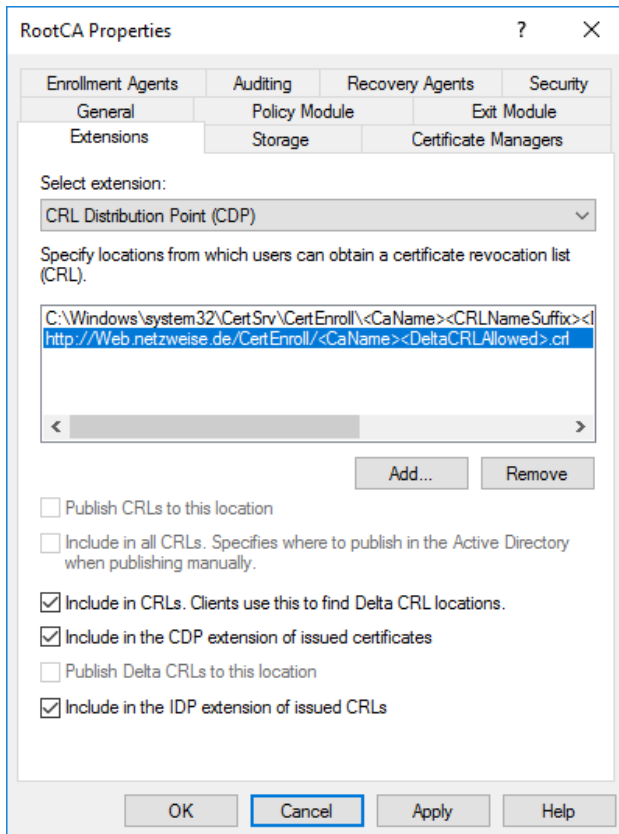 RootCA Properties
?
Enrollment Agents
Auditing
Recovery Agents
Security
General
Policy Module
Exit Module
Extensions
Storage
Certificate Managers
Select extension:
CRL Distribution Point (CDP)
Specify locations from which users can obtain a certificate revocation list
(CRL).
C:\Windows\system32\CertSrv\CertEnroll\<CaName><CRLNameSuffix><
http://Web.netzweise.de/CertEnroll/<CaName><DeltaCRLAllowed>.crl
Add...
Remove
Publish CRLs to this location
Include in all CRLs. Specifies where to publish in the Active Directory
when publishing manually.
Include in CRLs. Clients use this to find Delta CRL locations.
Include in the CDP extension of issued certificates
Publish Delta CRLs to this location
Include in the IDP extension of issued CRLs
OK
Cancel
Apply
Help